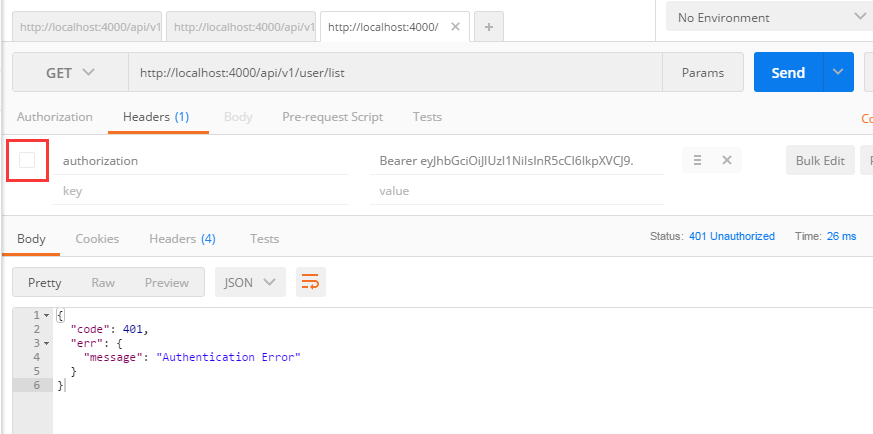 http://localhost:4000/api/v1 http://localhost:4000/api/v1 http://localhost:4000/ No Environment
GET http://localhost:4000/api/v1/user/list Params Send
Authorization Headers (1) Body Pre-request Script Tests Co
authorization Bearer eyJhbGciOiJIUzI1NiIsInR5cCI6IkpXVCJ9. Bulk Edit
key value
Body Cookies Headers (4) Tests Status: 401 Unauthorized Time: 26 ms
Pretty Raw Preview JSON
1 {
2 "code": 401,
3 "err": {
4 "message": "Authentication Error"
5 }
6 }